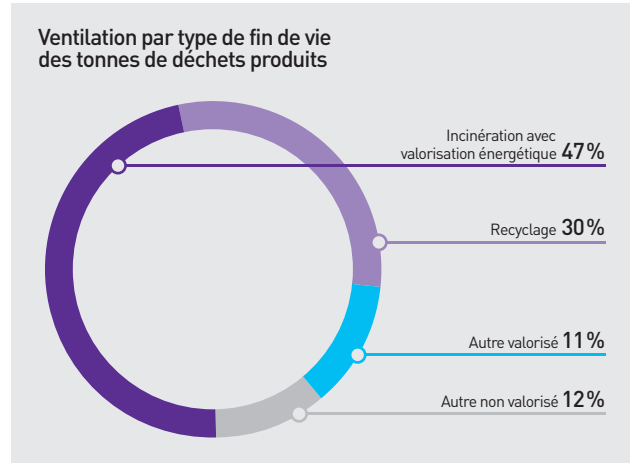 Ventilation par type de fin de vie
des tonnes de déchets produits
Incinération avec
valorisation énergétique 47%
Recyclage 30%
Autre valorisé 11%
Autre non valorisé 12%